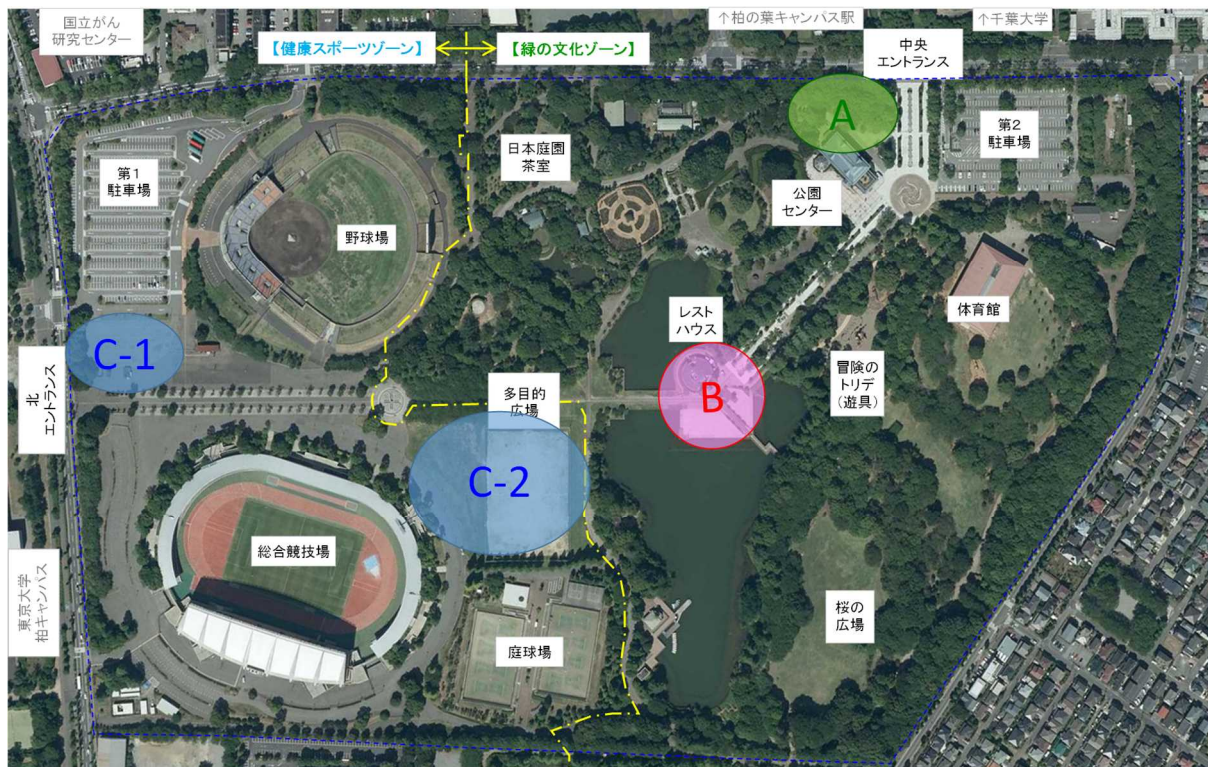 国立がん
研究センター
【健康スポーツゾーン】
【緑の文化ゾーン】
↑柏の葉キャンパス駅
↑千葉大学
中央
エントランス
A
第1
駐車場
野球場
日本庭園
茶室
公園
センター
第2
駐車場
レスト
ハウス
体育館
C-1
北
エントランス
多目的
広場
B
冒険の
トリデ
(遊具)
C-2
総合競技場
東京大学
柏キャンパス
庭球場
桜の
広場